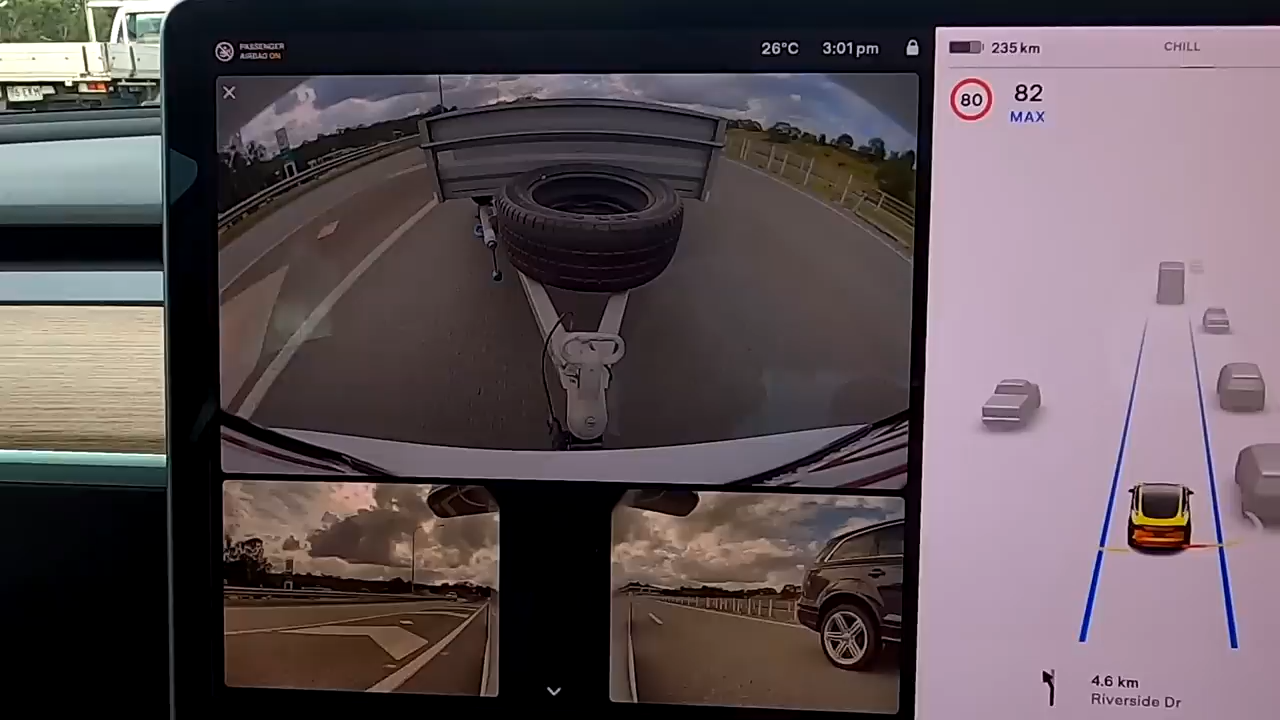 PASSENGER
AIRBAG ON
26°C
3:01 pm
235 km
CHILL
80
82
MAX
4.6 km
Riverside Dr